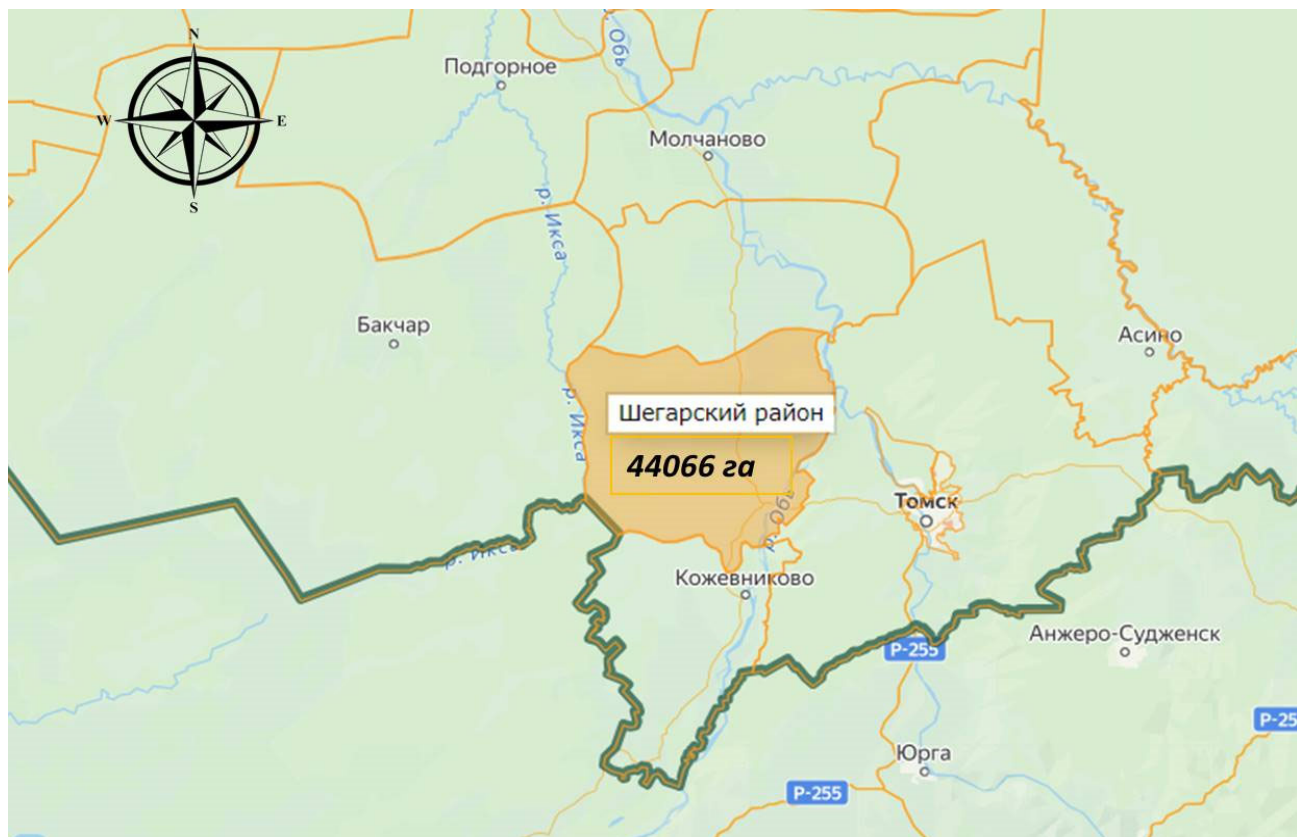 N
W
E
S
р. Обь
Подгорное
Молчаново
р. Икса
Бакчар
Асино
р. Икса
Шегарский район
44066 га
р. Обь
Томск
р. Икса
Кожевниково
Анжеро-Судженск
Р-255
Р-25
Юрга
Р-255